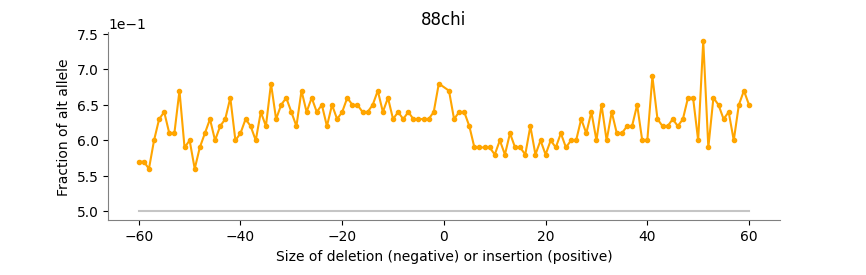 88chi
1e−1
7.5
7.0
6.5
6.0
5.5
5.0
Fraction of alt allele
−60 −40 −20 0 20 40 60
Size of deletion (negative) or insertion (positive)